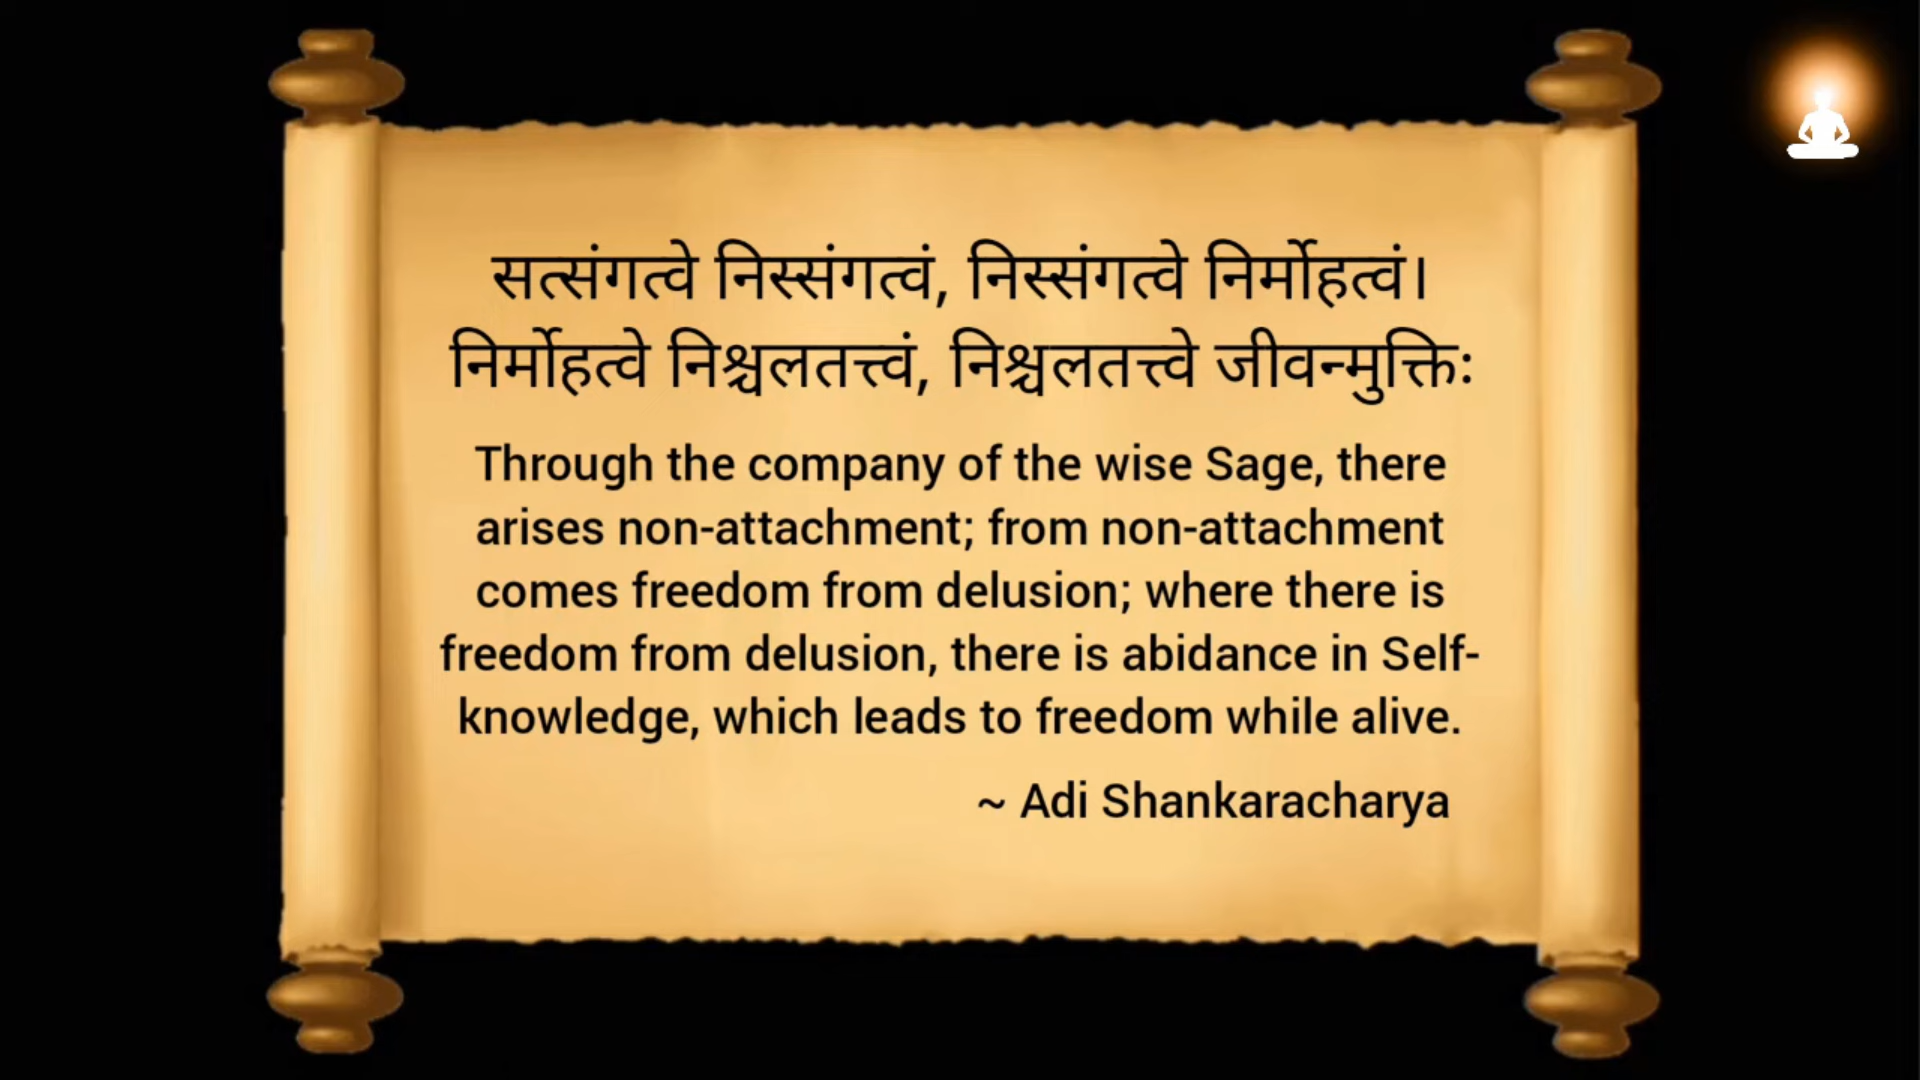 सत्संगत्वे निस्संगत्वं, निस्संगत्वे निर्मोहत्वं।
निर्मोहत्वे निश्चलतत्त्वं, निश्चलतत्त्वे जीवन्मुक्तिः
Through the company of the wise Sage, there
arises non-attachment; from non-attachment
comes freedom from delusion; where there is
freedom from delusion, there is abidance in Self-
knowledge, which leads to freedom while alive.
~ Adi Shankaracharya